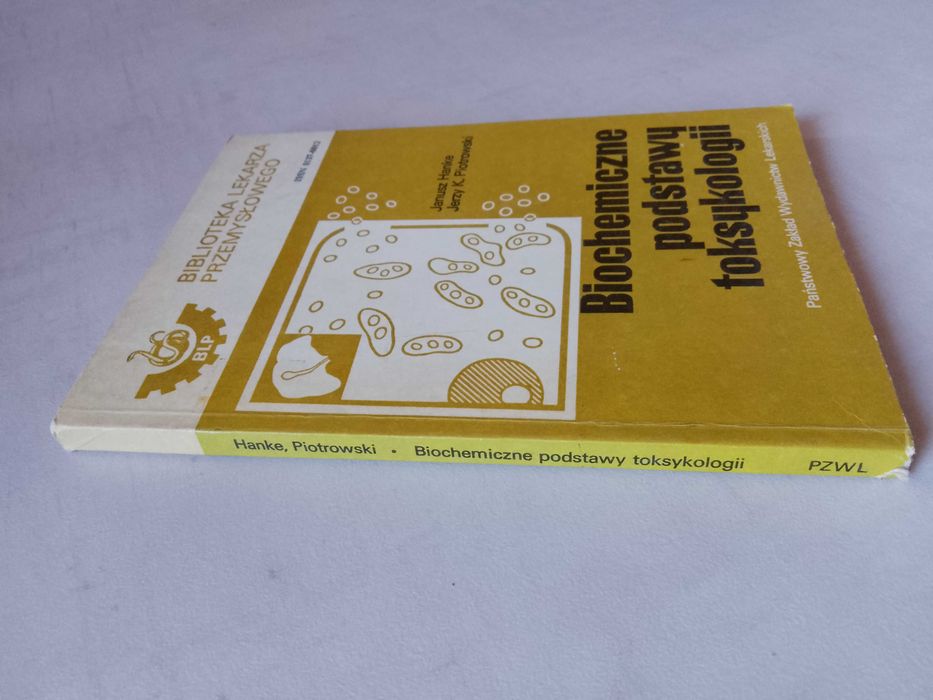 BIBLIOTEKA LEKARZA
PRZEMYSŁOWEGO
BLP
Janusz Hanke
Jerzy K. Piotrowski
Biochemiczne
podstawy
toksykologii
Państwowy Zakład Wydawnictw Lekarskich
Hanke, Piotrowski • Biochemiczne podstawy toksykologii PZWL